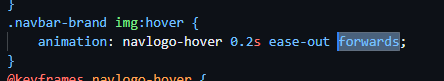 }
.navbar-brand img:hover {
animation: navlogo-hover 0.2s ease-out forwards;
}
@keyframes navlogo-hover {